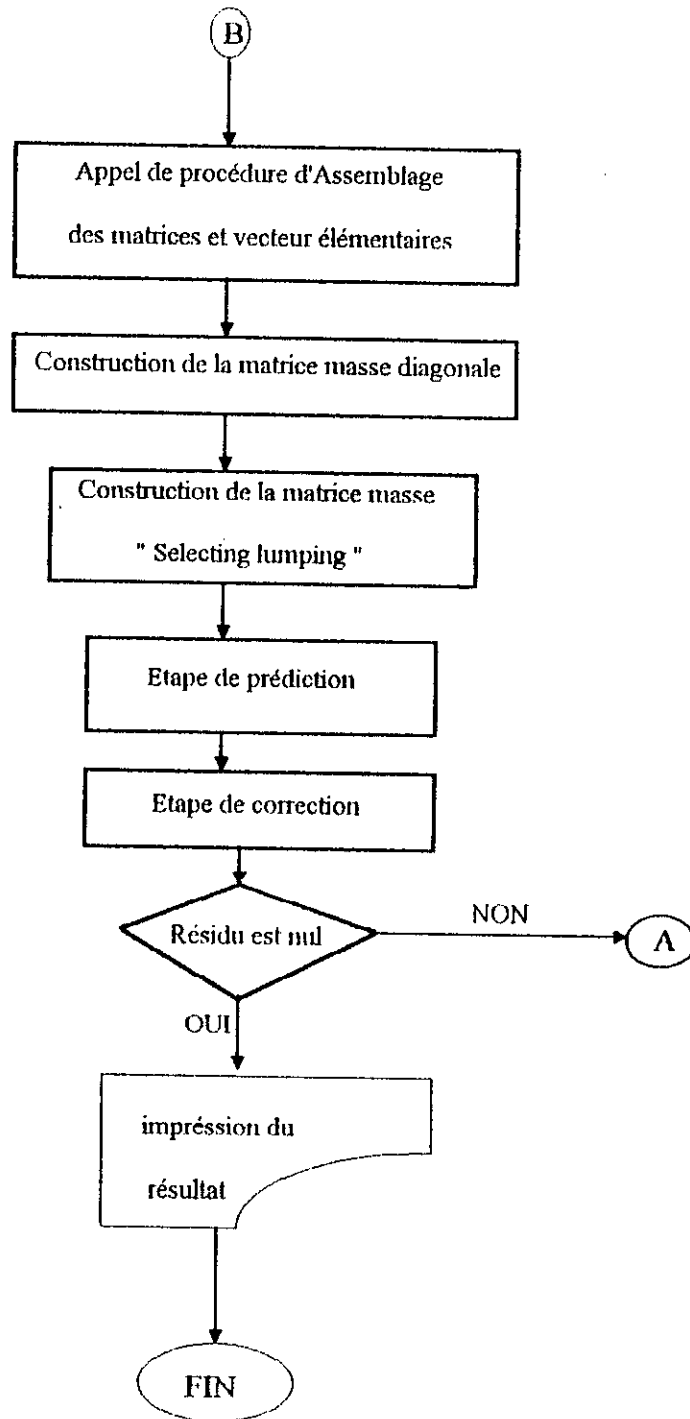 B
Appel de procédure d'Assemblage
des matrices et vecteur élémentaires
Construction de la matrice masse diagonale
Construction de la matrice masse
" Selecting lumping "
Etape de prédiction
Etape de correction
Résidu est nul
NON
A
OUI
impréssion du
résultat
FIN